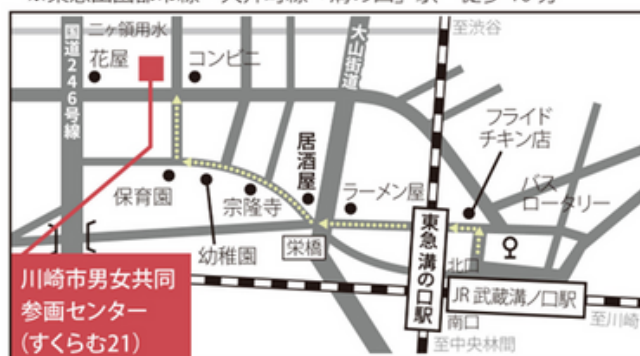 二ヶ領用水
至渋谷
国道246号線
花屋
コンビニ
大山街道
フライド
チキン店
居酒屋
ラーメン屋
バス
ロータリー
保育園
宗隆寺
幼稚園
栄橋
東急 溝の口駅
北口
JR 武蔵溝ノ口駅
南口
至川崎
至中央林間
川崎市男女共同
参画センター
(すくらむ21)